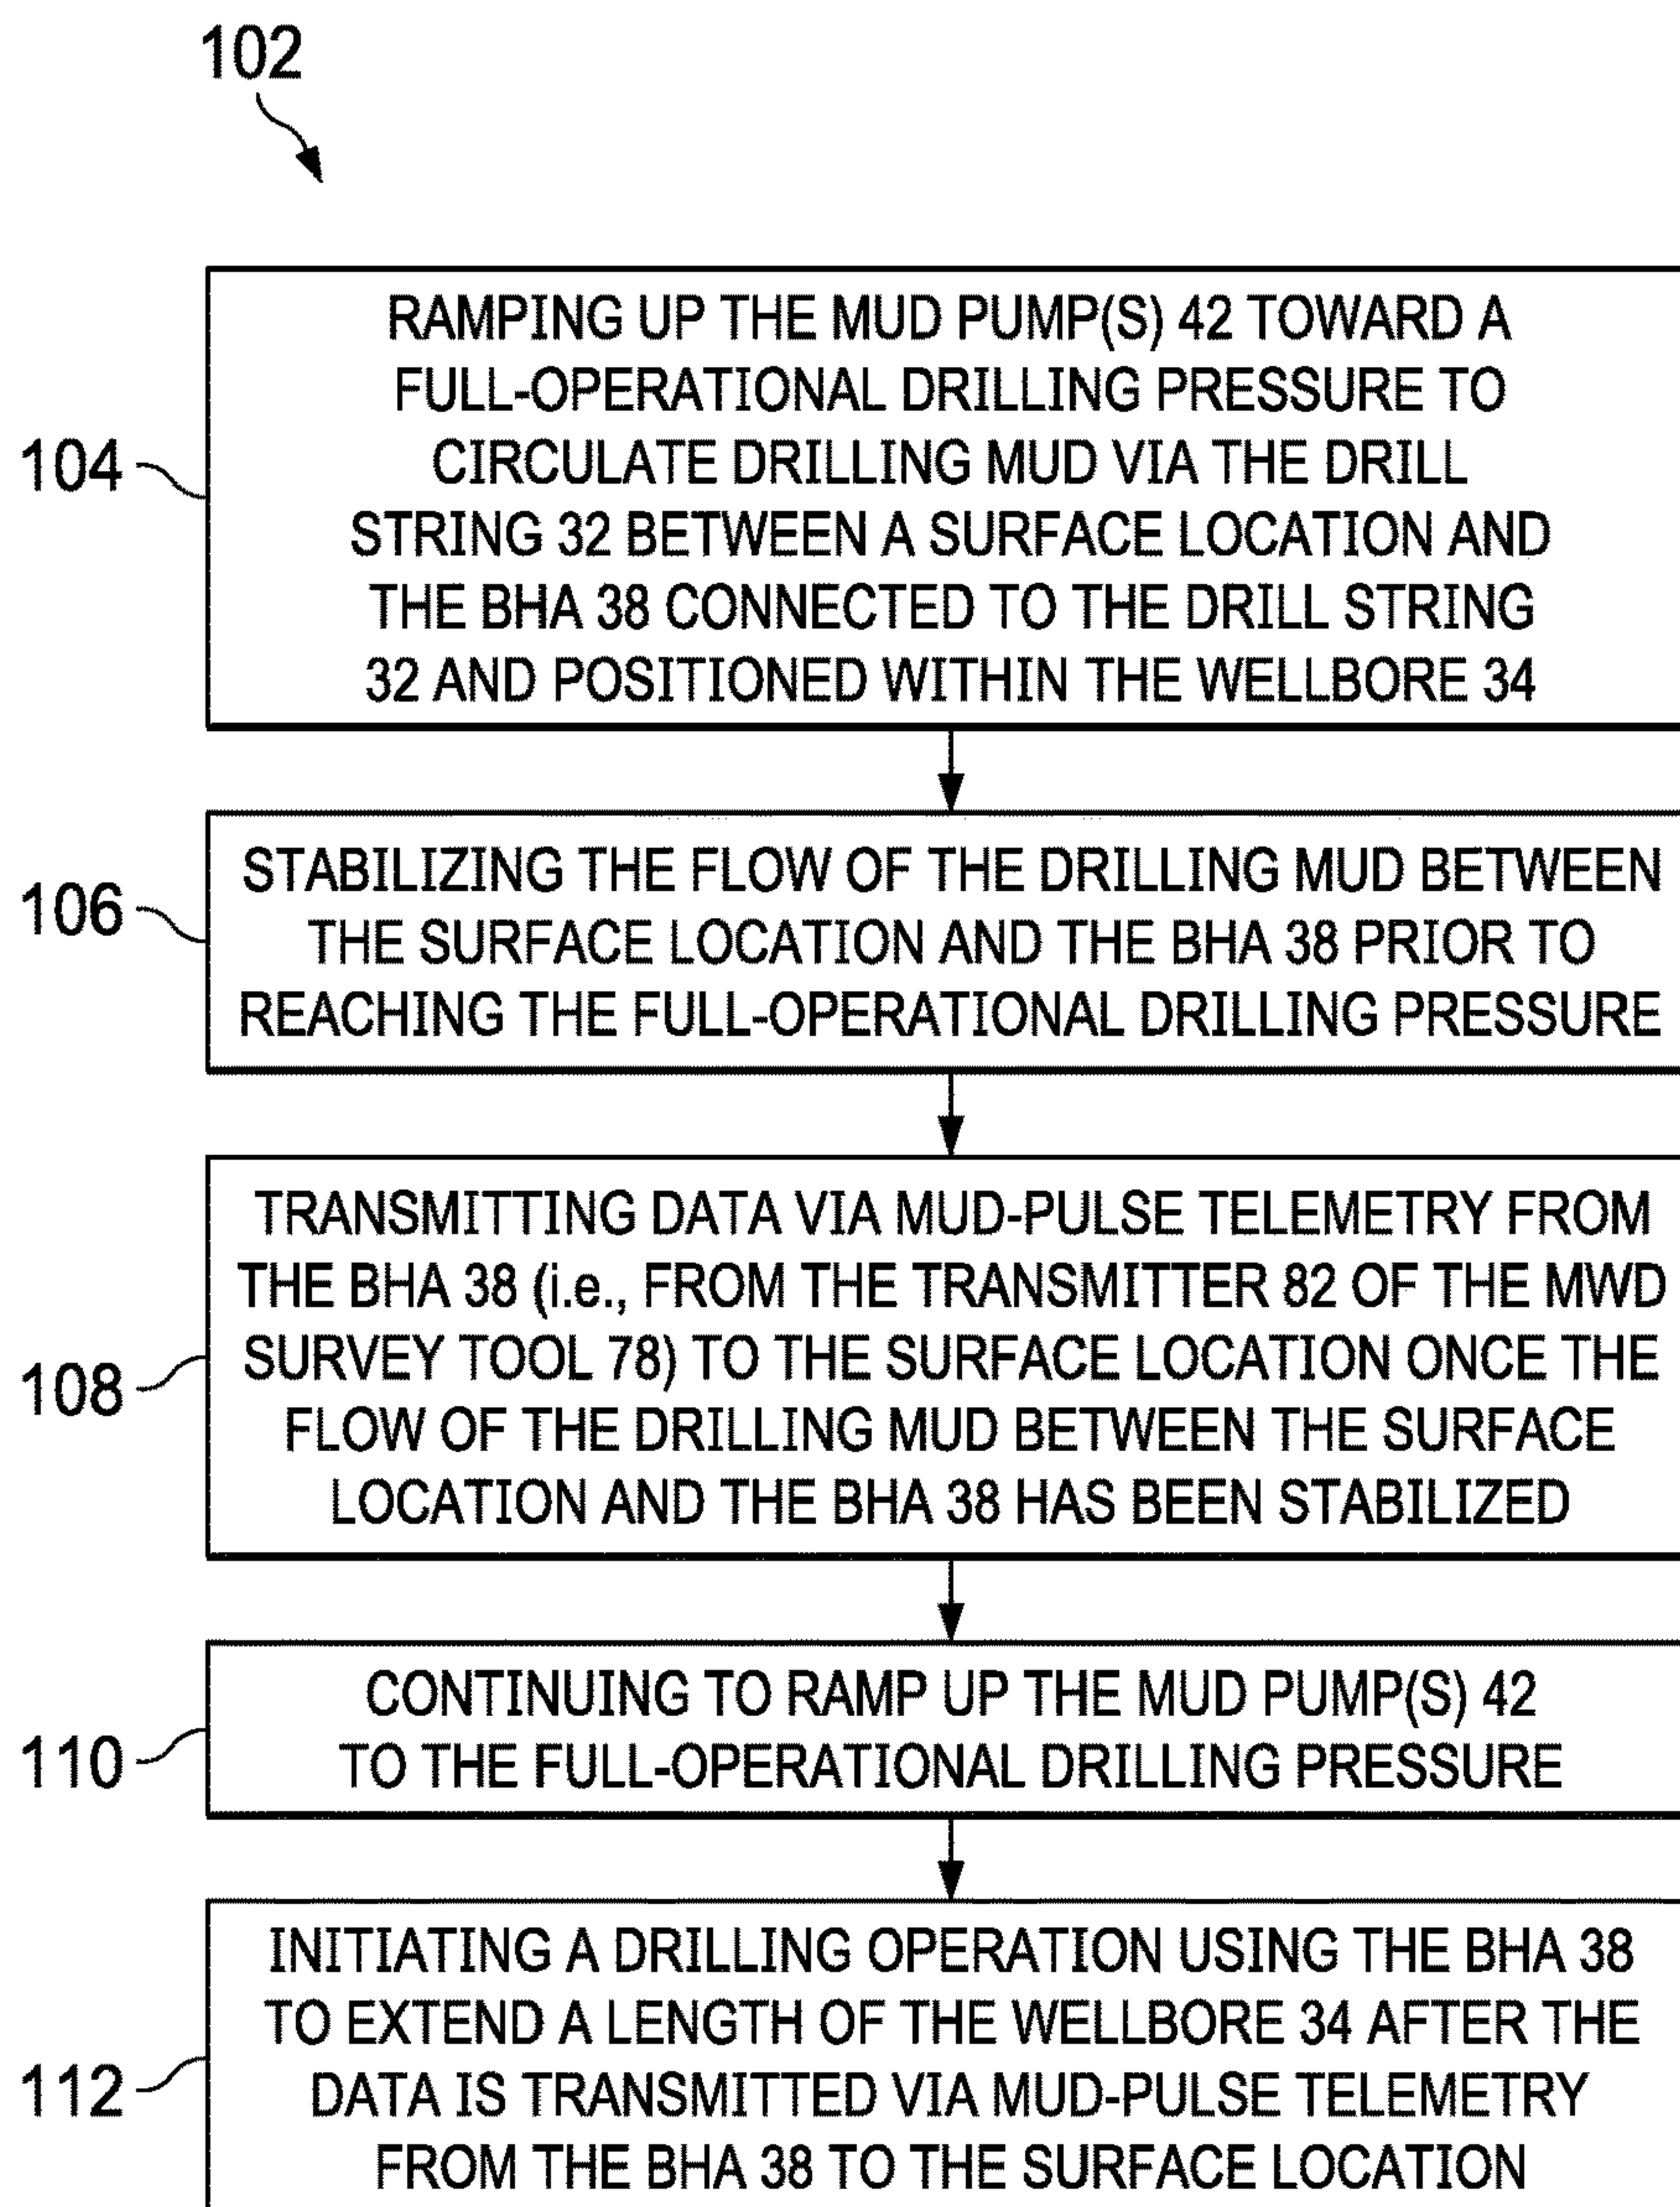 102
104
RAMPING UP THE MUD PUMP(S) 42 TOWARD A
FULL-OPERATIONAL DRILLING PRESSURE TO
CIRCULATE DRILLING MUD VIA THE DRILL
STRING 32 BETWEEN A SURFACE LOCATION AND
THE BHA 38 CONNECTED TO THE DRILL STRING
32 AND POSITIONED WITHIN THE WELLBORE 34
106
STABILIZING THE FLOW OF THE DRILLING MUD BETWEEN
THE SURFACE LOCATION AND THE BHA 38 PRIOR TO
REACHING THE FULL-OPERATIONAL DRILLING PRESSURE
108
TRANSMITTING DATA VIA MUD-PULSE TELEMETRY FROM
THE BHA 38 (i.e., FROM THE TRANSMITTER 82 OF THE MWD
SURVEY TOOL 78) TO THE SURFACE LOCATION ONCE THE
FLOW OF THE DRILLING MUD BETWEEN THE SURFACE
LOCATION AND THE BHA 38 HAS BEEN STABILIZED
110
CONTINUING TO RAMP UP THE MUD PUMP(S) 42
TO THE FULL-OPERATIONAL DRILLING PRESSURE
112
INITIATING A DRILLING OPERATION USING THE BHA 38
TO EXTEND A LENGTH OF THE WELLBORE 34 AFTER THE
DATA IS TRANSMITTED VIA MUD-PULSE TELEMETRY
FROM THE BHA 38 TO THE SURFACE LOCATION